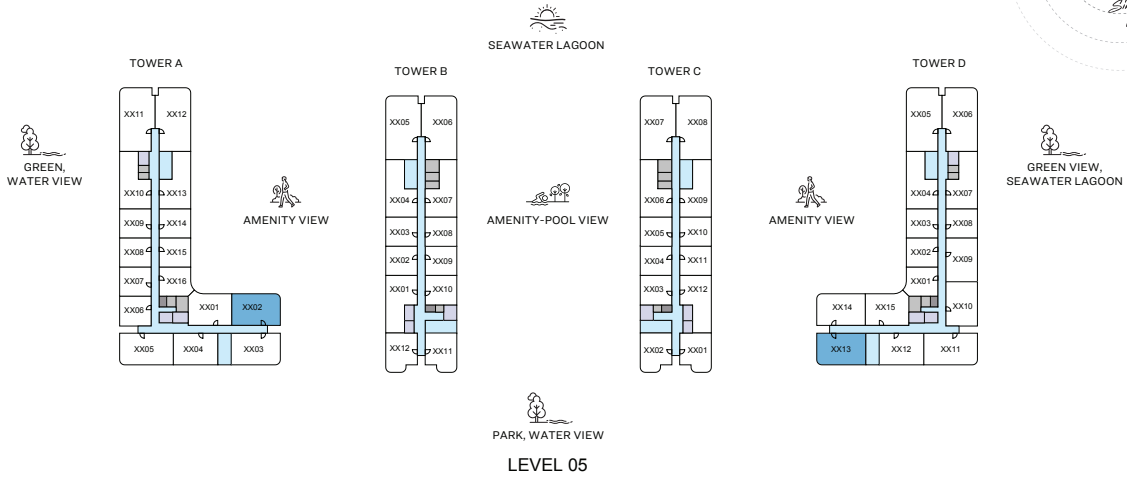 SEAWATER LAGOON
TOWER A
TOWER B
TOWER C
TOWER D
GREEN,
WATER VIEW
AMENITY VIEW
AMENITY-POOL VIEW
AMENITY VIEW
GREEN VIEW,
SEAWATER LAGOON
XX11 XX12
XX10 XX13
XX09 XX14
XX08 XX15
XX07 XX16
XX06 XX01 XX02
XX05 XX04 XX03
XX05 XX06
XX04 XX07
XX03 XX08
XX02 XX09
XX01 XX10
XX12 XX11
XX07 XX08
XX06 XX09
XX05 XX10
XX04 XX11
XX03 XX12
XX02 XX01
XX05 XX06
XX04 XX07
XX03
XX02 XX09
XX01
XX14 XX15 XX10
XX13 XX12 XX11
PARK, WATER VIEW
LEVEL 05